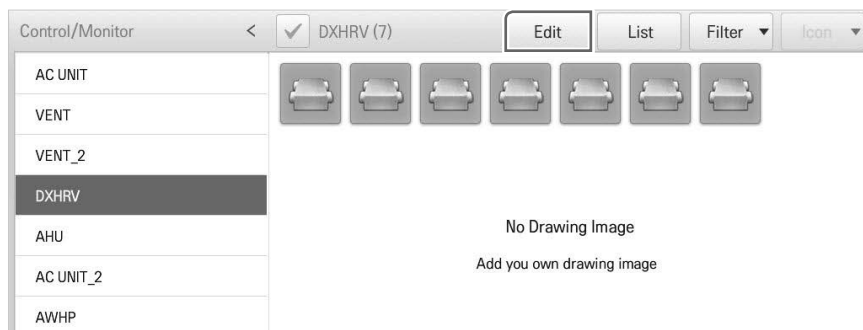 Control/Monitor < DXHRV (7) Edit List Filter ▼ Icon ▼
AC UNIT
VENT
VENT_2
DXHRV
AHU
AC UNIT_2
AWHP
No Drawing Image
Add you own drawing image